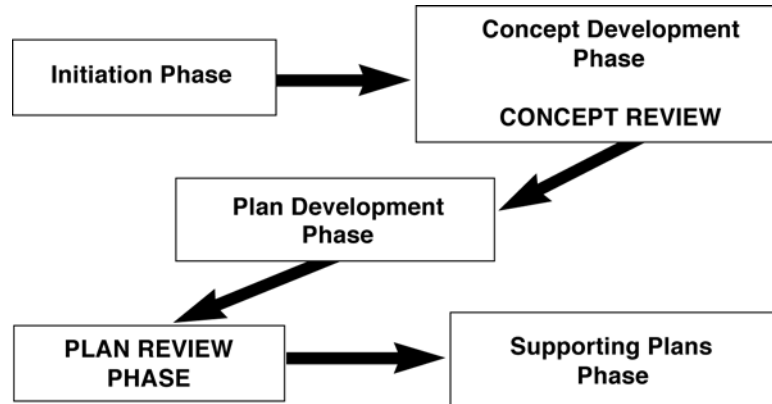 Initiation Phase
Concept Development
Phase
CONCEPT REVIEW
Plan Development
Phase
PLAN REVIEW
PHASE
Supporting Plans
Phase